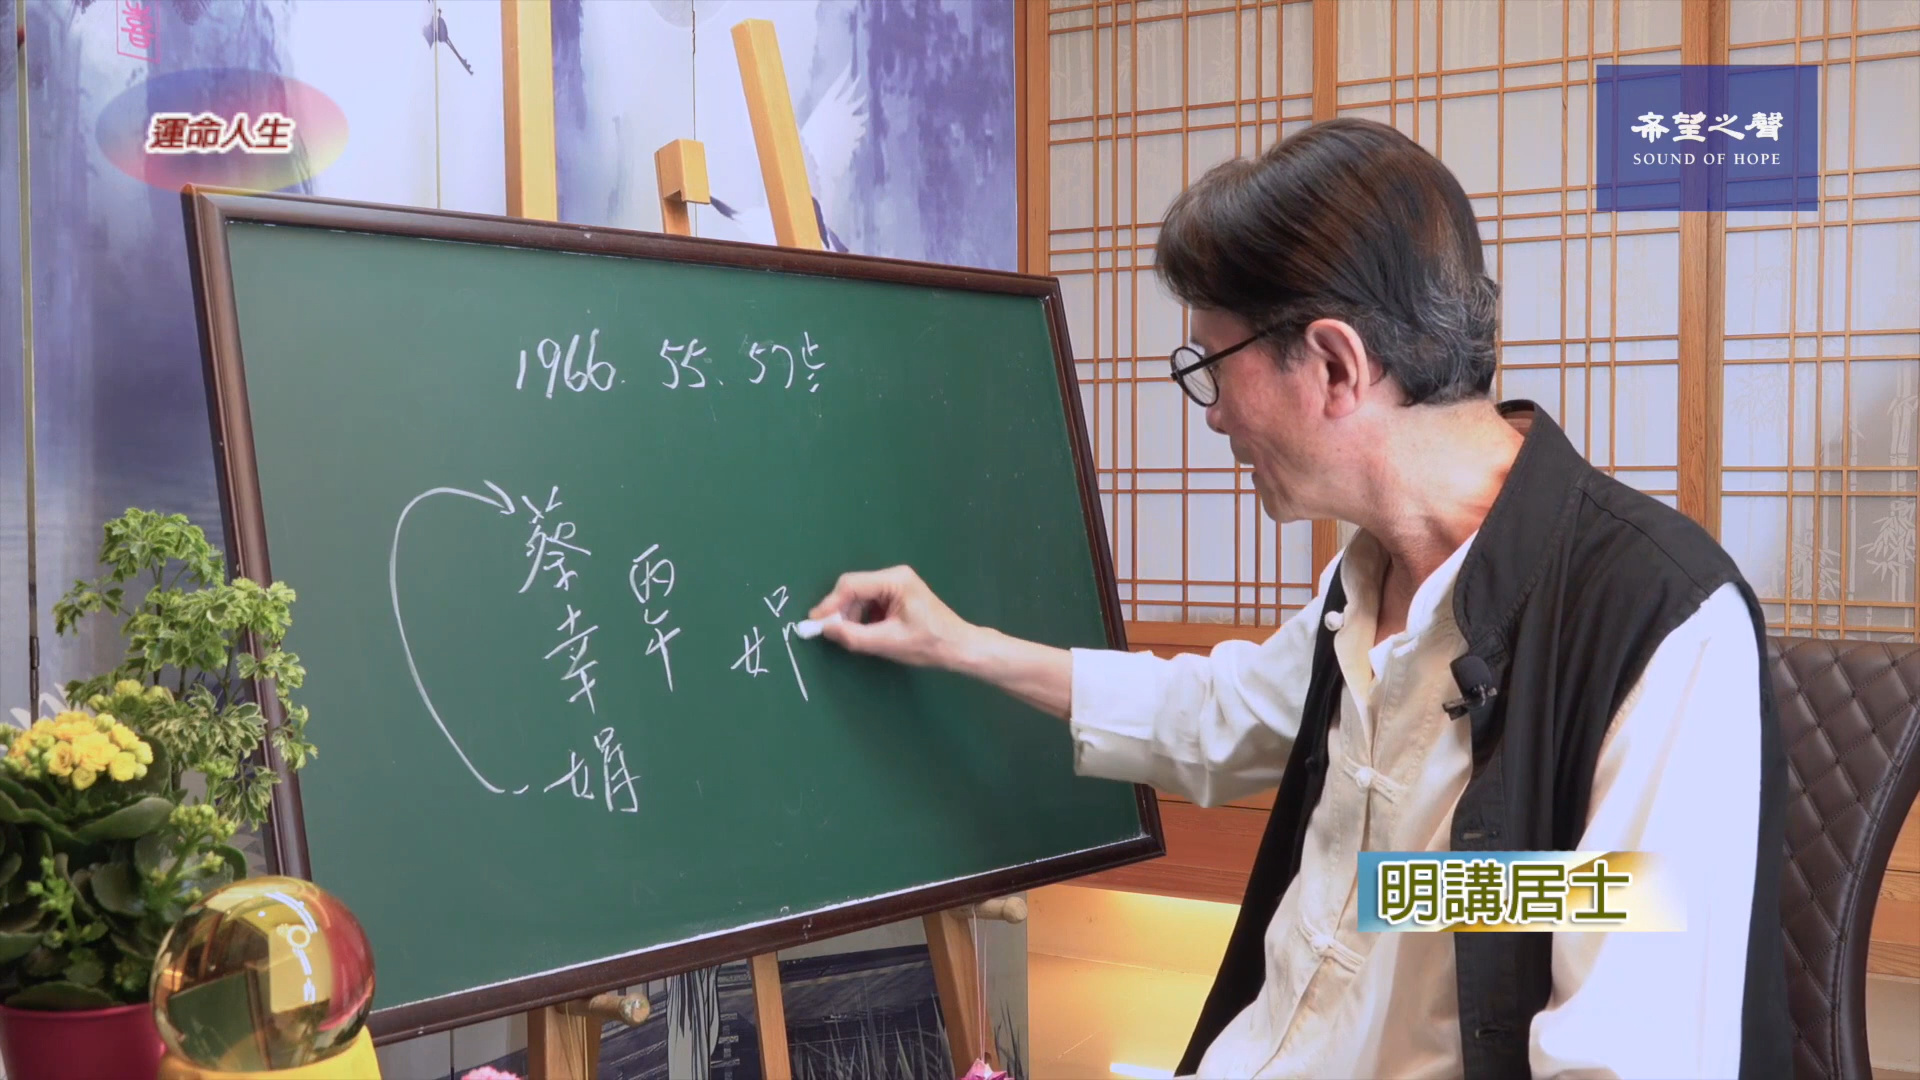 運命人生
希望之聲
SOUND OF HOPE
1966. 55. 57歲
蔡幸娟
丙午
明講居士